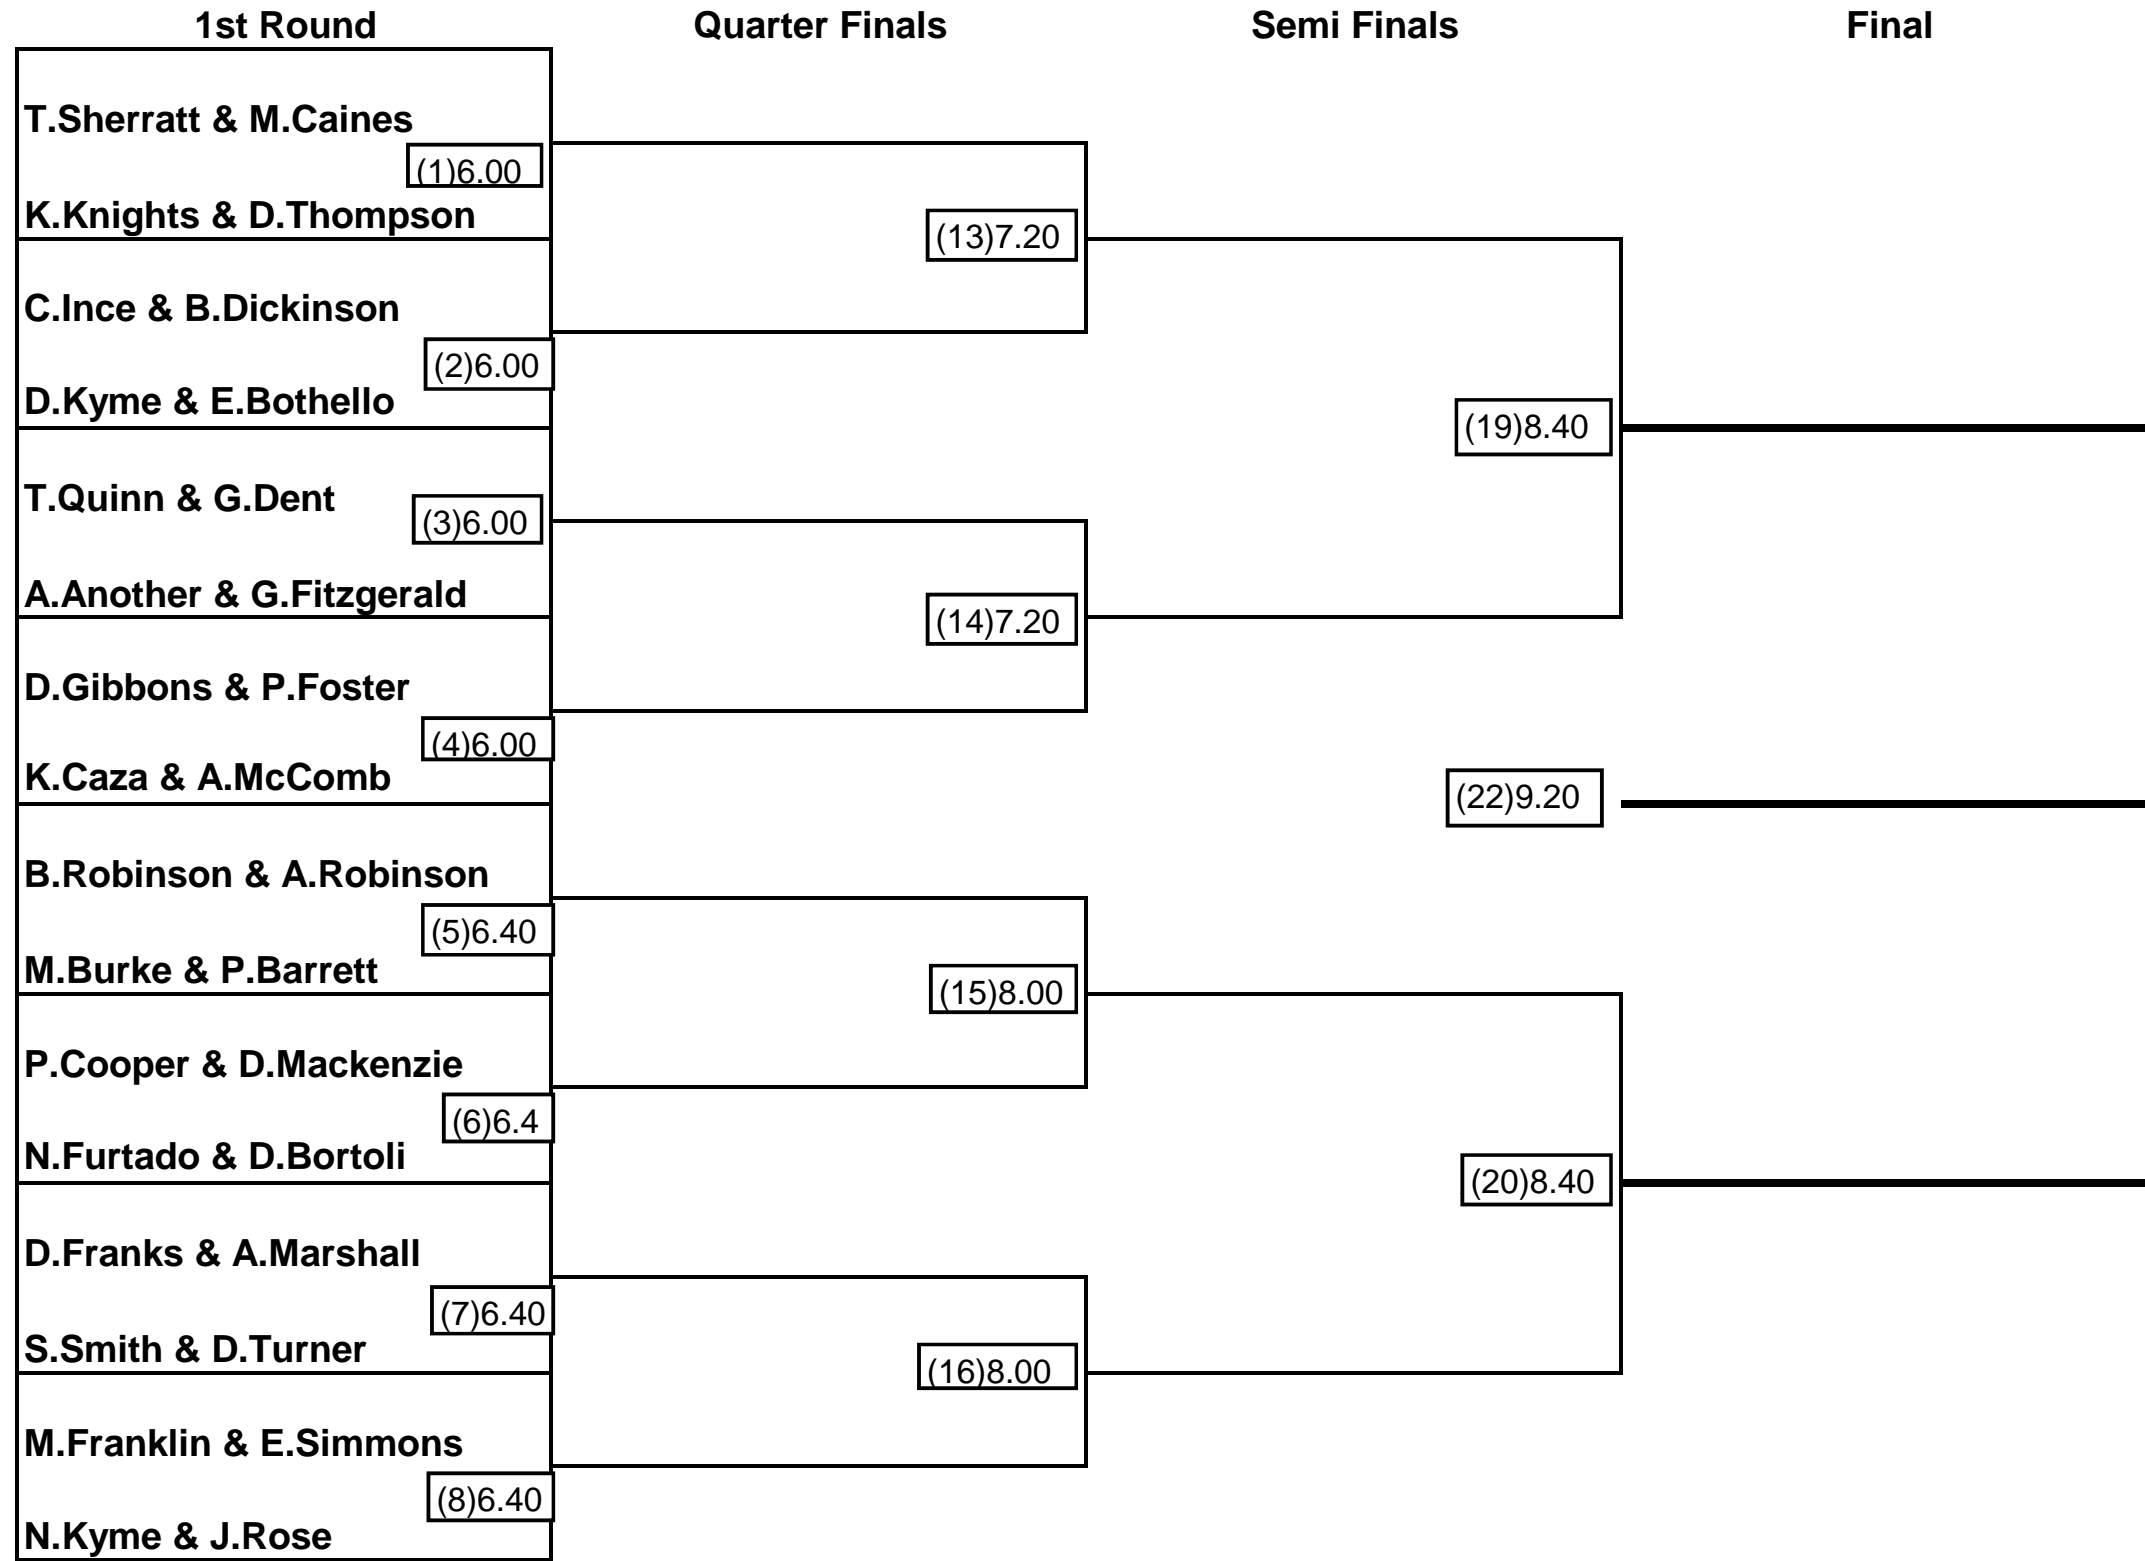 1st Round
Quarter Finals
Semi Finals
Final
T.Sherratt & M.Caines
(1)6.00
K.Knights & D.Thompson
(13)7.20
C.Ince & B.Dickinson
(2)6.00
D.Kyme & E.Bothello
(19)8.40
T.Quinn & G.Dent
(3)6.00
A.Another & G.Fitzgerald
(14)7.20
D.Gibbons & P.Foster
(4)6.00
K.Caza & A.McComb
(22)9.20
B.Robinson & A.Robinson
(5)6.40
M.Burke & P.Barrett
(15)8.00
P.Cooper & D.Mackenzie
(6)6.4
N.Furtado & D.Bortoli
(20)8.40
D.Franks & A.Marshall
(7)6.40
S.Smith & D.Turner
(16)8.00
M.Franklin & E.Simmons
(8)6.40
N.Kyme & J.Rose